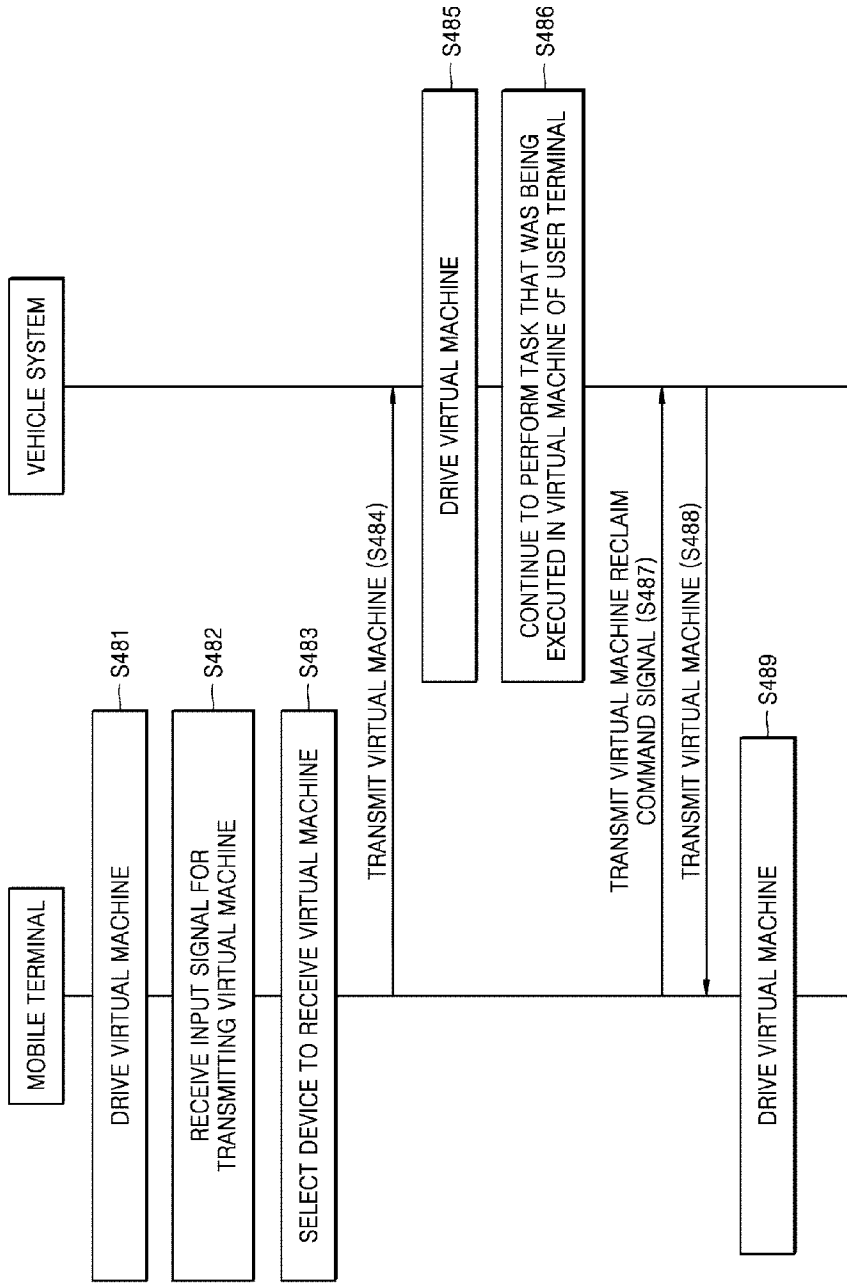 MOBILE TERMINAL
VEHICLE SYSTEM
DRIVE VIRTUAL MACHINE
S481
RECEIVE INPUT SIGNAL FOR
TRANSMITTING VIRTUAL MACHINE
S482
SELECT DEVICE TO RECEIVE VIRTUAL MACHINE
S483
TRANSMIT VIRTUAL MACHINE (S484)
DRIVE VIRTUAL MACHINE
S485
CONTINUE TO PERFORM TASK THAT WAS BEING
EXECUTED IN VIRTUAL MACHINE OF USER TERMINAL
S486
TRANSMIT VIRTUAL MACHINE RECLAIM
COMMAND SIGNAL (S487)
TRANSMIT VIRTUAL MACHINE (S488)
DRIVE VIRTUAL MACHINE
S489